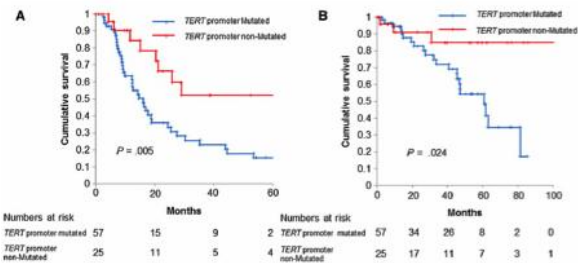 A
TERT promoter Mutated
TERT promoter non-Mutated
Cumulative survival
1
0.9
0.8
0.7
0.6
0.5
0.4
0.3
0.2
0.1
0
P = .005
0 20 40 60
Months
Numbers at risk
TERT promoter mutated 57 15 9 2
TERT promoter
non-Mutated 25 11 5 4
B
TERT promoter Mutated
TERT promoter non-Mutated
Cumulative survival
1
0.9
0.8
0.7
0.6
0.5
0.4
0.3
0.2
0.1
0
P = .024
0 20 40 60 80 100
Months
Numbers at risk
TERT promoter mutated 57 34 26 8 2 0
TERT promoter
non-Mutated 25 17 11 7 3 1